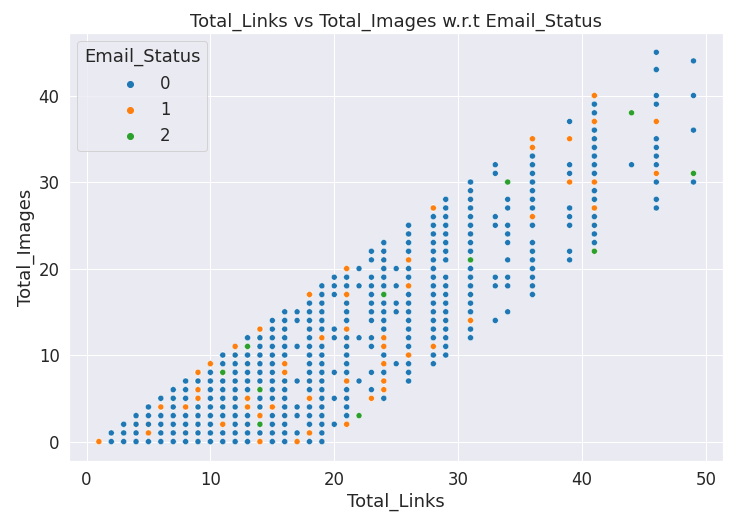 Total_Links vs Total_Images w.r.t Email_Status
Email_Status
0
1
2
Total_Images
40
30
20
10
0
0 10 20 30 40 50
Total_Links